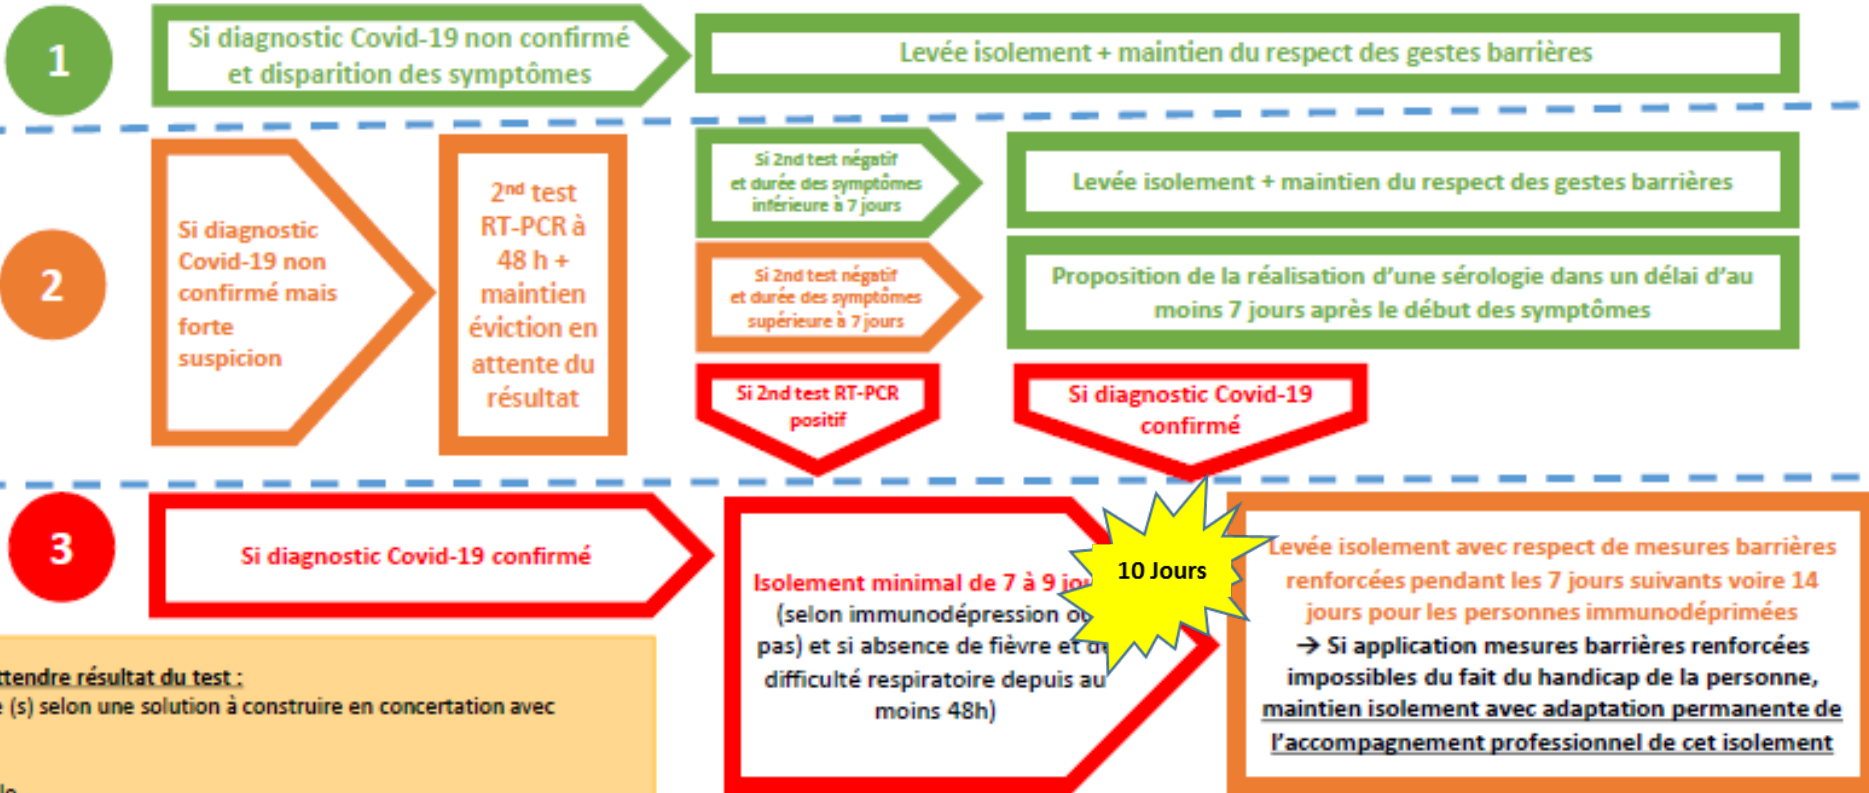 1
Si diagnostic Covid-19 non confirmé
et disparition des symptômes
Levée isolement + maintien du respect des gestes barrières
2
Si diagnostic
Covid-19 non
confirmé mais
forte
suspicion
2nd test
RT-PCR à
48 h +
maintien
éviction en
attente du
résultat
Si 2nd test négatif
et durée des symptômes
inférieure à 7 jours
Levée isolement + maintien du respect des gestes barrières
Si 2nd test négatif
et durée des symptômes
supérieure à 7 jours
Proposition de la réalisation d'une sérologie dans un délai d'au
moins 7 jours après le début des symptômes
Si 2nd test RT-PCR
positif
Si diagnostic Covid-19
confirmé
3
Si diagnostic Covid-19 confirmé
Isolement minimal de 7 à 9
(selon immunodépression ou
pas) et si absence de fièvre et de
difficulté respiratoire depuis au
moins 48h)
10 Jours
Levée isolement avec respect de mesures barrières
renforcées pendant les 7 jours suivants voire 14
jours pour les personnes immunodéprimées
→ Si application mesures barrières renforcées
impossibles du fait du handicap de la personne,
maintien isolement avec adaptation permanente de
l'accompagnement professionnel de cet isolement
ttendre résultat du test :
e (s) selon une solution à construire en concertation avec